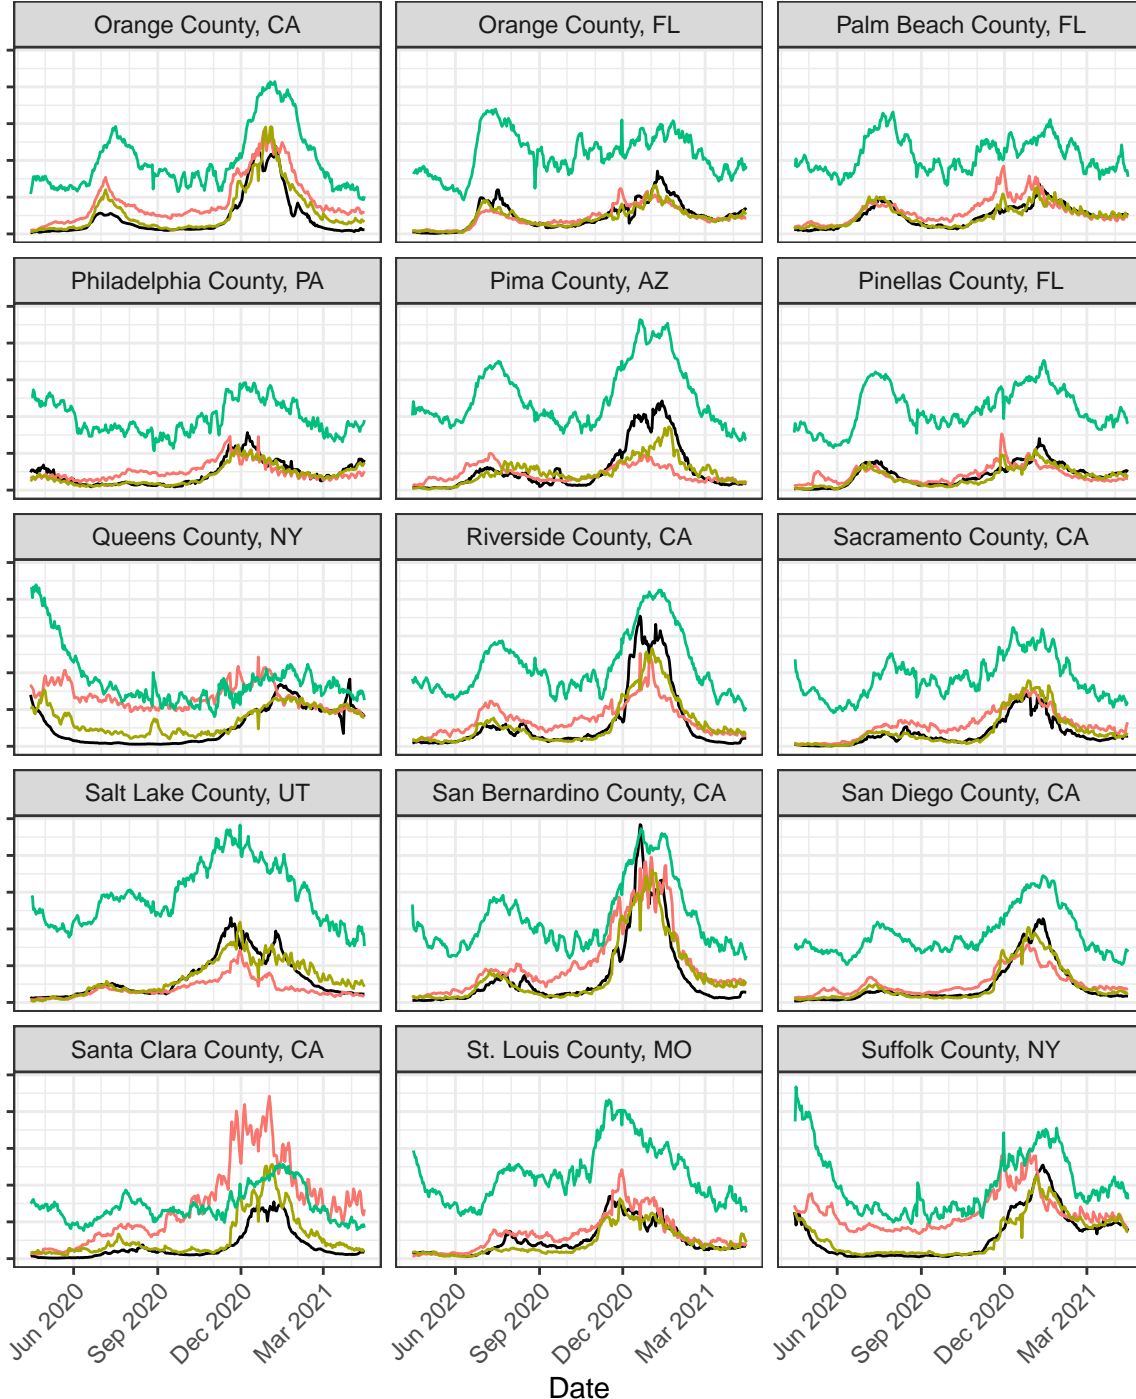 Orange County, CA
Orange County, FL
Palm Beach County, FL
Philadelphia County, PA
Pima County, AZ
Pinellas County, FL
Queens County, NY
Riverside County, CA
Sacramento County, CA
Salt Lake County, UT
San Bernardino County, CA
San Diego County, CA
Santa Clara County, CA
St. Louis County, MO
Suffolk County, NY
Jun 2020
Sep 2020
Dec 2020
Mar 2021
Jun 2020
Sep 2020
Dec 2020
Mar 2021
Jun 2020
Sep 2020
Dec 2020
Mar 2021
Date